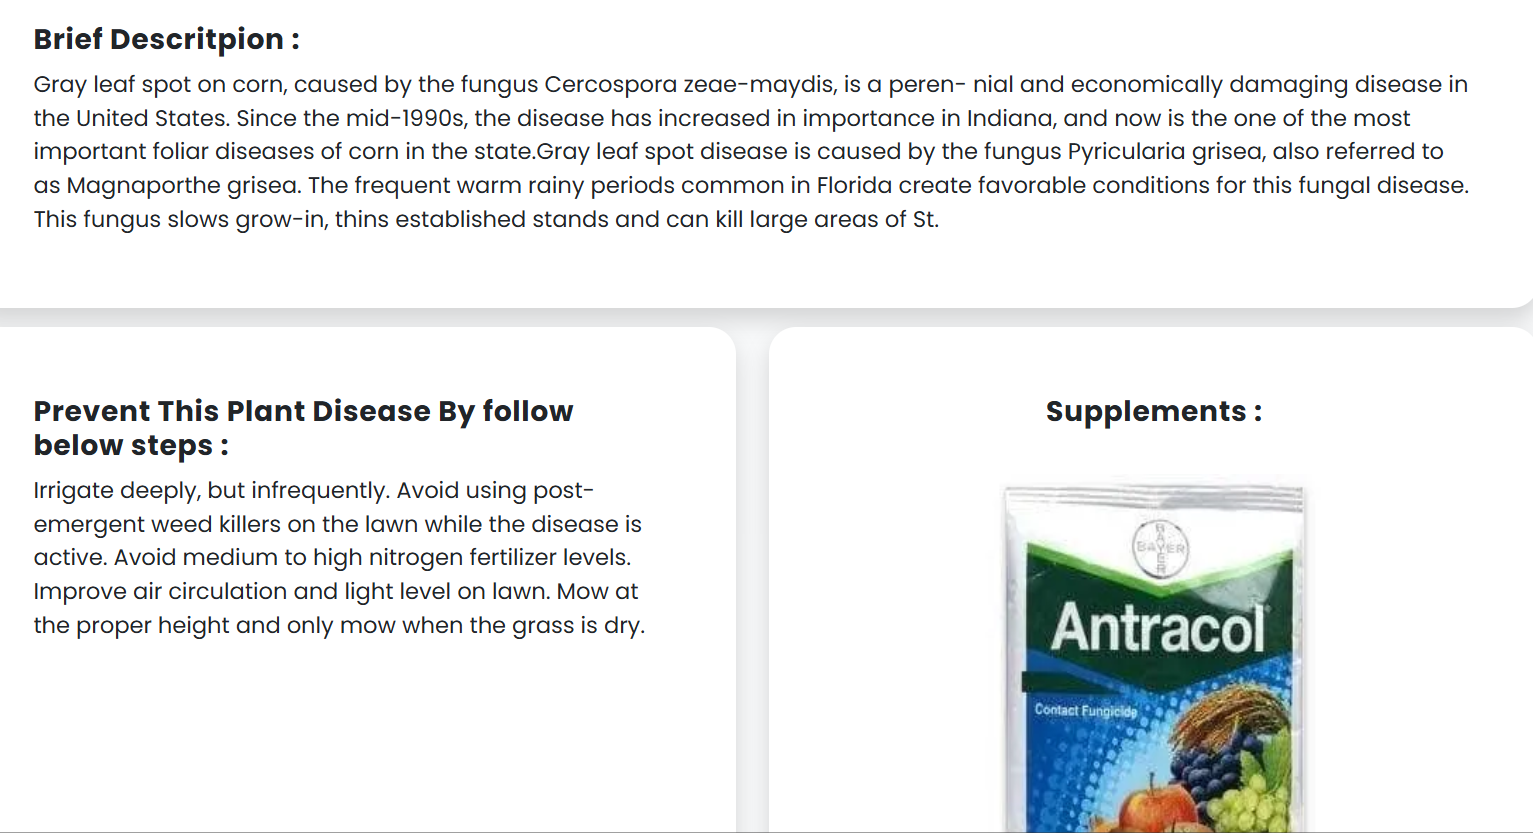 Brief Descritpion :
Gray leaf spot on corn, caused by the fungus Cercospora zeae-maydis, is a peren- nial and economically damaging disease in
the United States. Since the mid-1990s, the disease has increased in importance in Indiana, and now is the one of the most
important foliar diseases of corn in the state.Gray leaf spot disease is caused by the fungus Pyricularia grisea, also referred to
as Magnaporthe grisea. The frequent warm rainy periods common in Florida create favorable conditions for this fungal disease.
This fungus slows grow-in, thins established stands and can kill large areas of St.
Prevent This Plant Disease By follow
below steps :
Irrigate deeply, but infrequently. Avoid using post-
emergent weed killers on the lawn while the disease is
active. Avoid medium to high nitrogen fertilizer levels.
Improve air circulation and light level on lawn. Mow at
the proper height and only mow when the grass is dry.
Supplements :
BAYER
BAYER
Antracol
Contact Fungicide